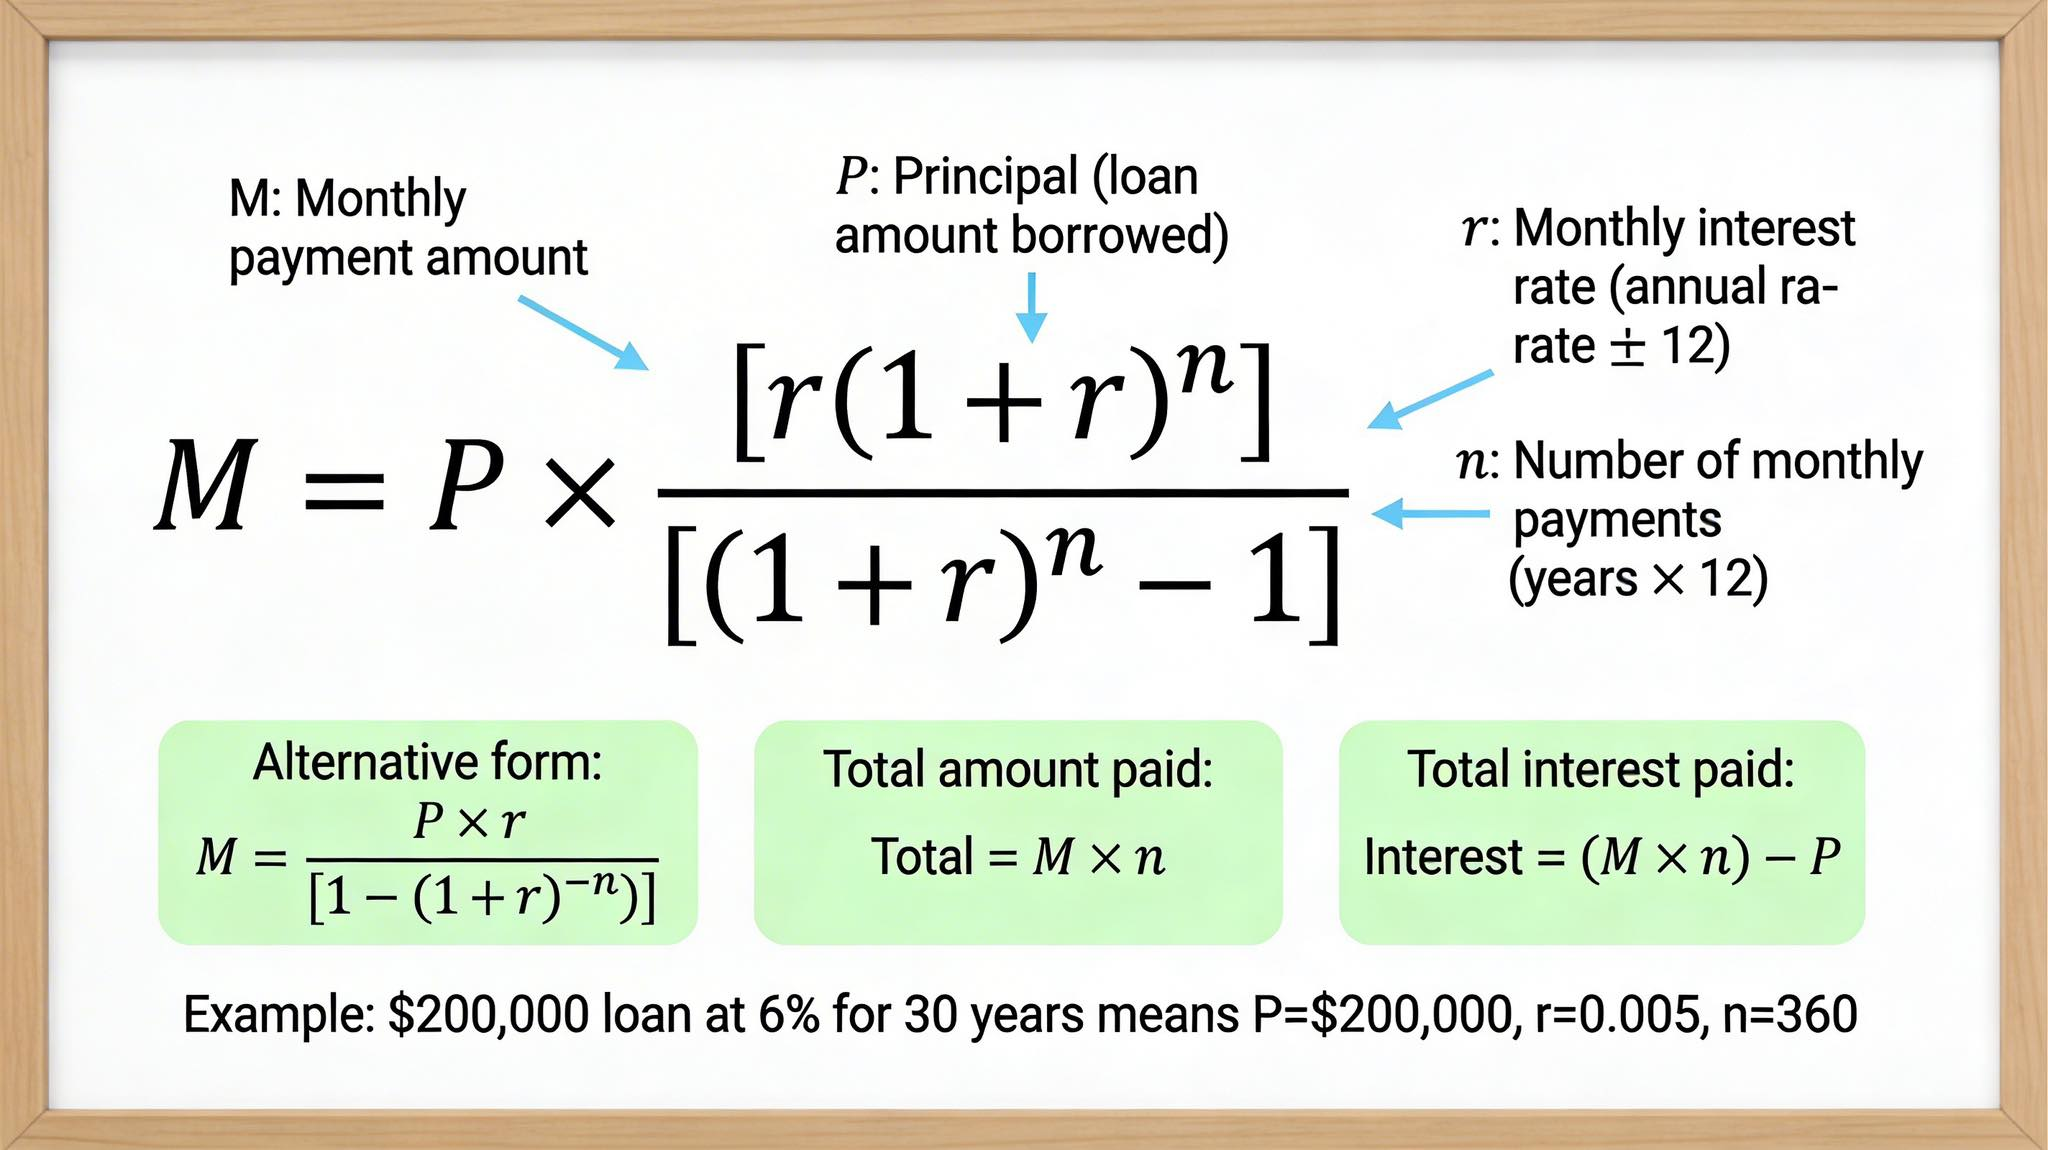 M: Monthly
payment amount
P: Principal (loan
amount borrowed)
r: Monthly interest
rate (annual ra-
rate ± 12)
n: Number of monthly
payments
(years × 12)
M = P × [r(1 + r)^n] / [(1 + r)^n − 1]
Alternative form:
M = P × r / [1 − (1 + r)^−n)]
Total amount paid:
Total = M × n
Total interest paid:
Interest = (M × n) − P
Example: $200,000 loan at 6% for 30 years means P=$200,000, r=0.005, n=360